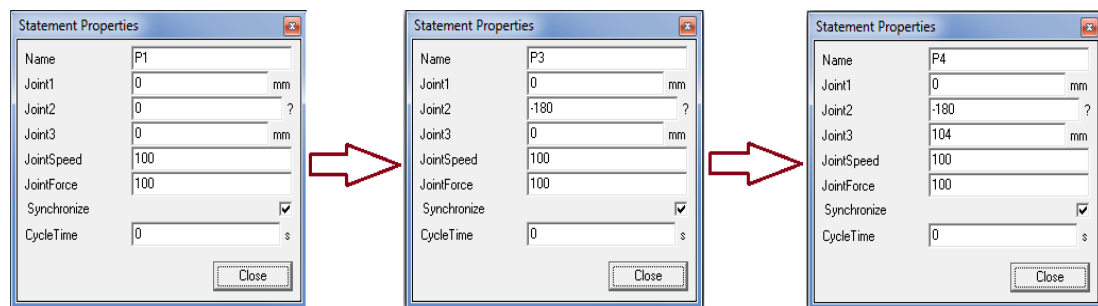 Statement Properties
Name P1
Joint1 0 mm
Joint2 0 ?
Joint3 0 mm
JointSpeed 100
JointForce 100
Synchronize
CycleTime 0 s
Close
Statement Properties
Name P3
Joint1 0 mm
Joint2 -180 ?
Joint3 0 mm
JointSpeed 100
JointForce 100
Synchronize
CycleTime 0 s
Close
Statement Properties
Name P4
Joint1 0 mm
Joint2 -180 ?
Joint3 104 mm
JointSpeed 100
JointForce 100
Synchronize
CycleTime 0 s
Close